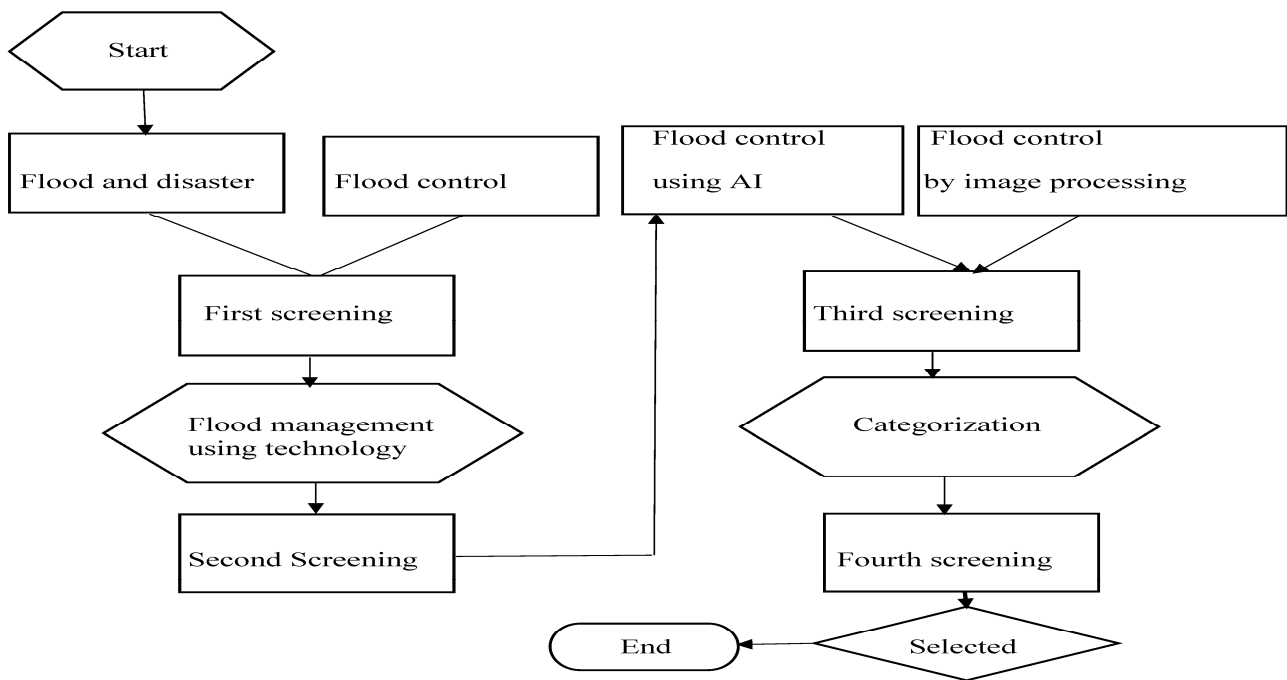 Start
Flood and disaster
Flood control
First screening
Flood management
using technology
Second Screening
Flood control
using AI
Flood control
by image processing
Third screening
Categorization
Fourth screening
Selected
End